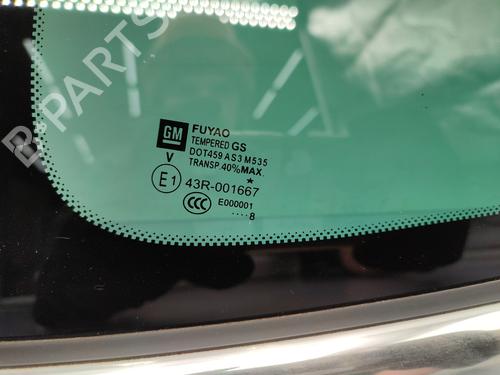 B-PARTS
GM
FUYAO
TEMPERED GS
DOT459 AS3 M535
TRANSP.40%MAX.
V
E1
43R-001667
CCC
E000001
....8